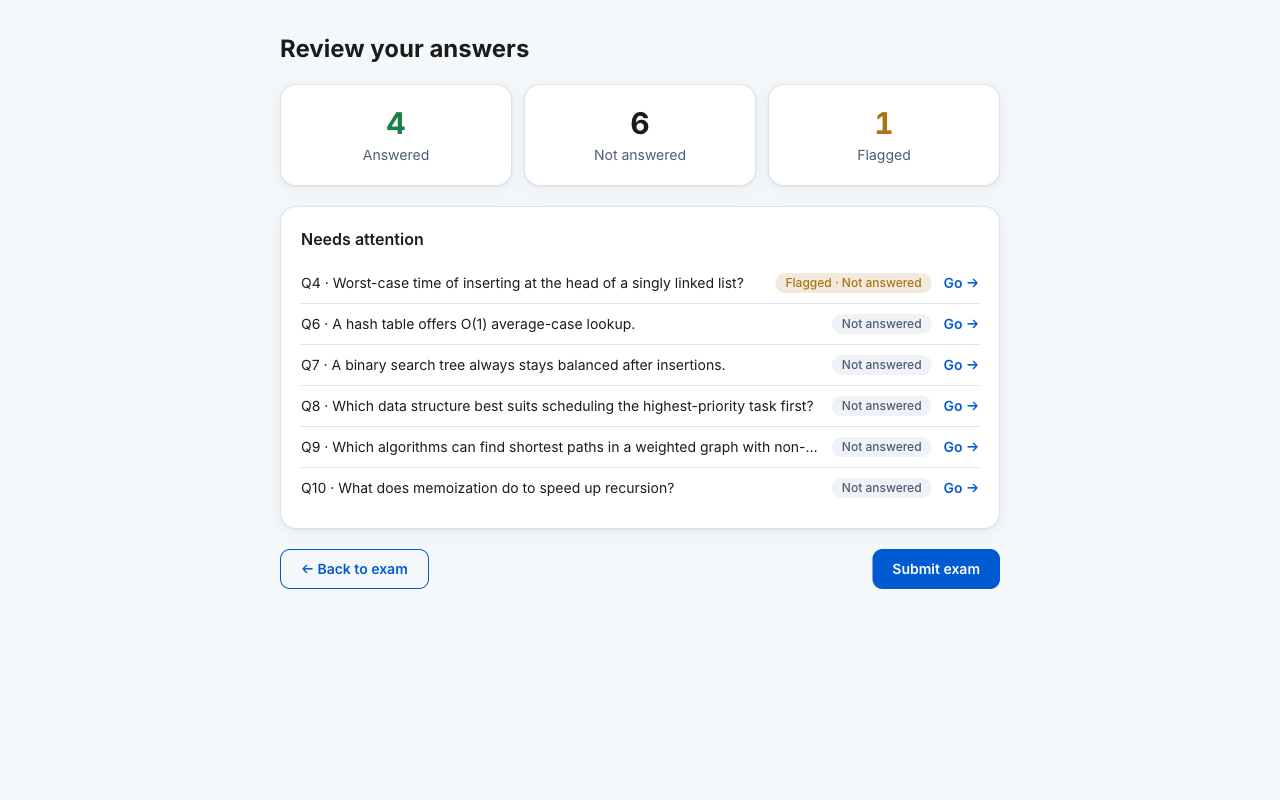 Review your answers
4
Answered
6
Not answered
1
Flagged
Needs attention
Q4 · Worst-case time of inserting at the head of a singly linked list? Flagged · Not answered Go →
Q6 · A hash table offers O(1) average-case lookup. Not answered Go →
Q7 · A binary search tree always stays balanced after insertions. Not answered Go →
Q8 · Which data structure best suits scheduling the highest-priority task first? Not answered Go →
Q9 · Which algorithms can find shortest paths in a weighted graph with non-... Not answered Go →
Q10 · What does memoization do to speed up recursion? Not answered Go →
← Back to exam
Submit exam